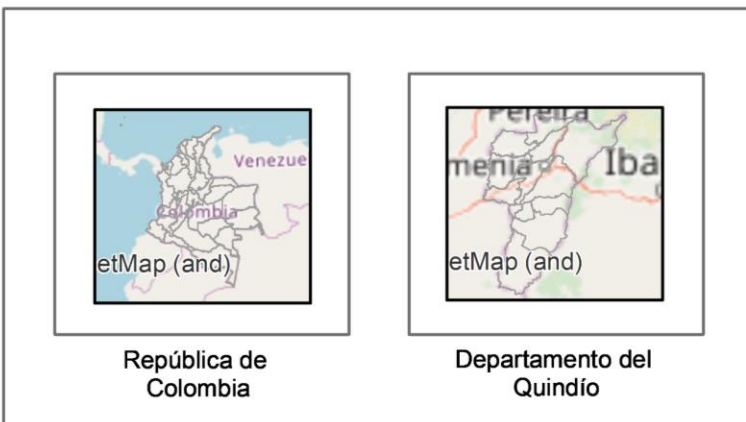 Venezue
Colombia
etMap (and)
República de
Colombia
Pereira
menia
Iba
etMap (and)
Departamento del
Quindío